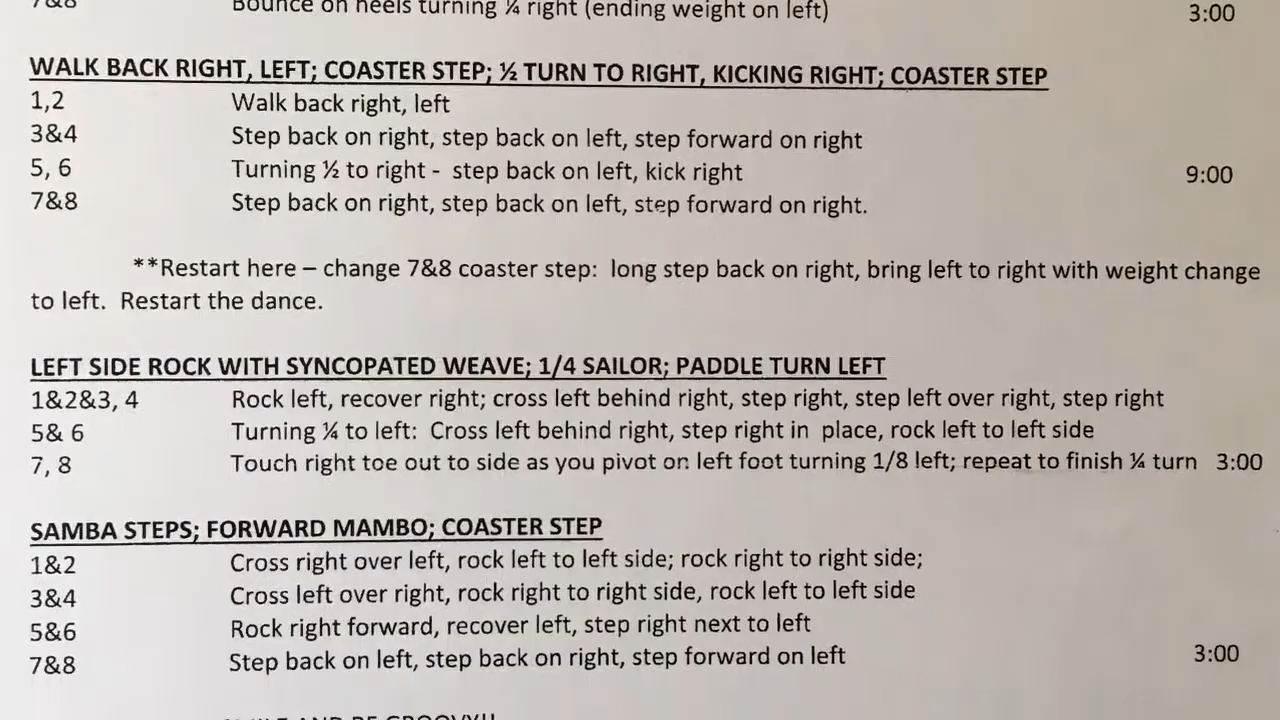 7&8 Bounce on heels turning ¼ right (ending weight on left) 3:00
WALK BACK RIGHT, LEFT; COASTER STEP; ½ TURN TO RIGHT, KICKING RIGHT; COASTER STEP
1,2 Walk back right, left
3&4 Step back on right, step back on left, step forward on right
5, 6 Turning ½ to right - step back on left, kick right 9:00
7&8 Step back on right, step back on left, step forward on right.
**Restart here – change 7&8 coaster step: long step back on right, bring left to right with weight change
to left. Restart the dance.
LEFT SIDE ROCK WITH SYNCOPATED WEAVE; 1/4 SAILOR; PADDLE TURN LEFT
1&2&3, 4 Rock left, recover right; cross left behind right, step right, step left over right, step right
5& 6 Turning ¼ to left: Cross left behind right, step right in place, rock left to left side
7, 8 Touch right toe out to side as you pivot on left foot turning 1/8 left; repeat to finish ¼ turn 3:00
SAMBA STEPS; FORWARD MAMBO; COASTER STEP
1&2 Cross right over left, rock left to left side; rock right to right side;
3&4 Cross left over right, rock right to right side, rock left to left side
5&6 Rock right forward, recover left, step right next to left
7&8 Step back on left, step back on right, step forward on left 3:00
AND BE GROOVY!!